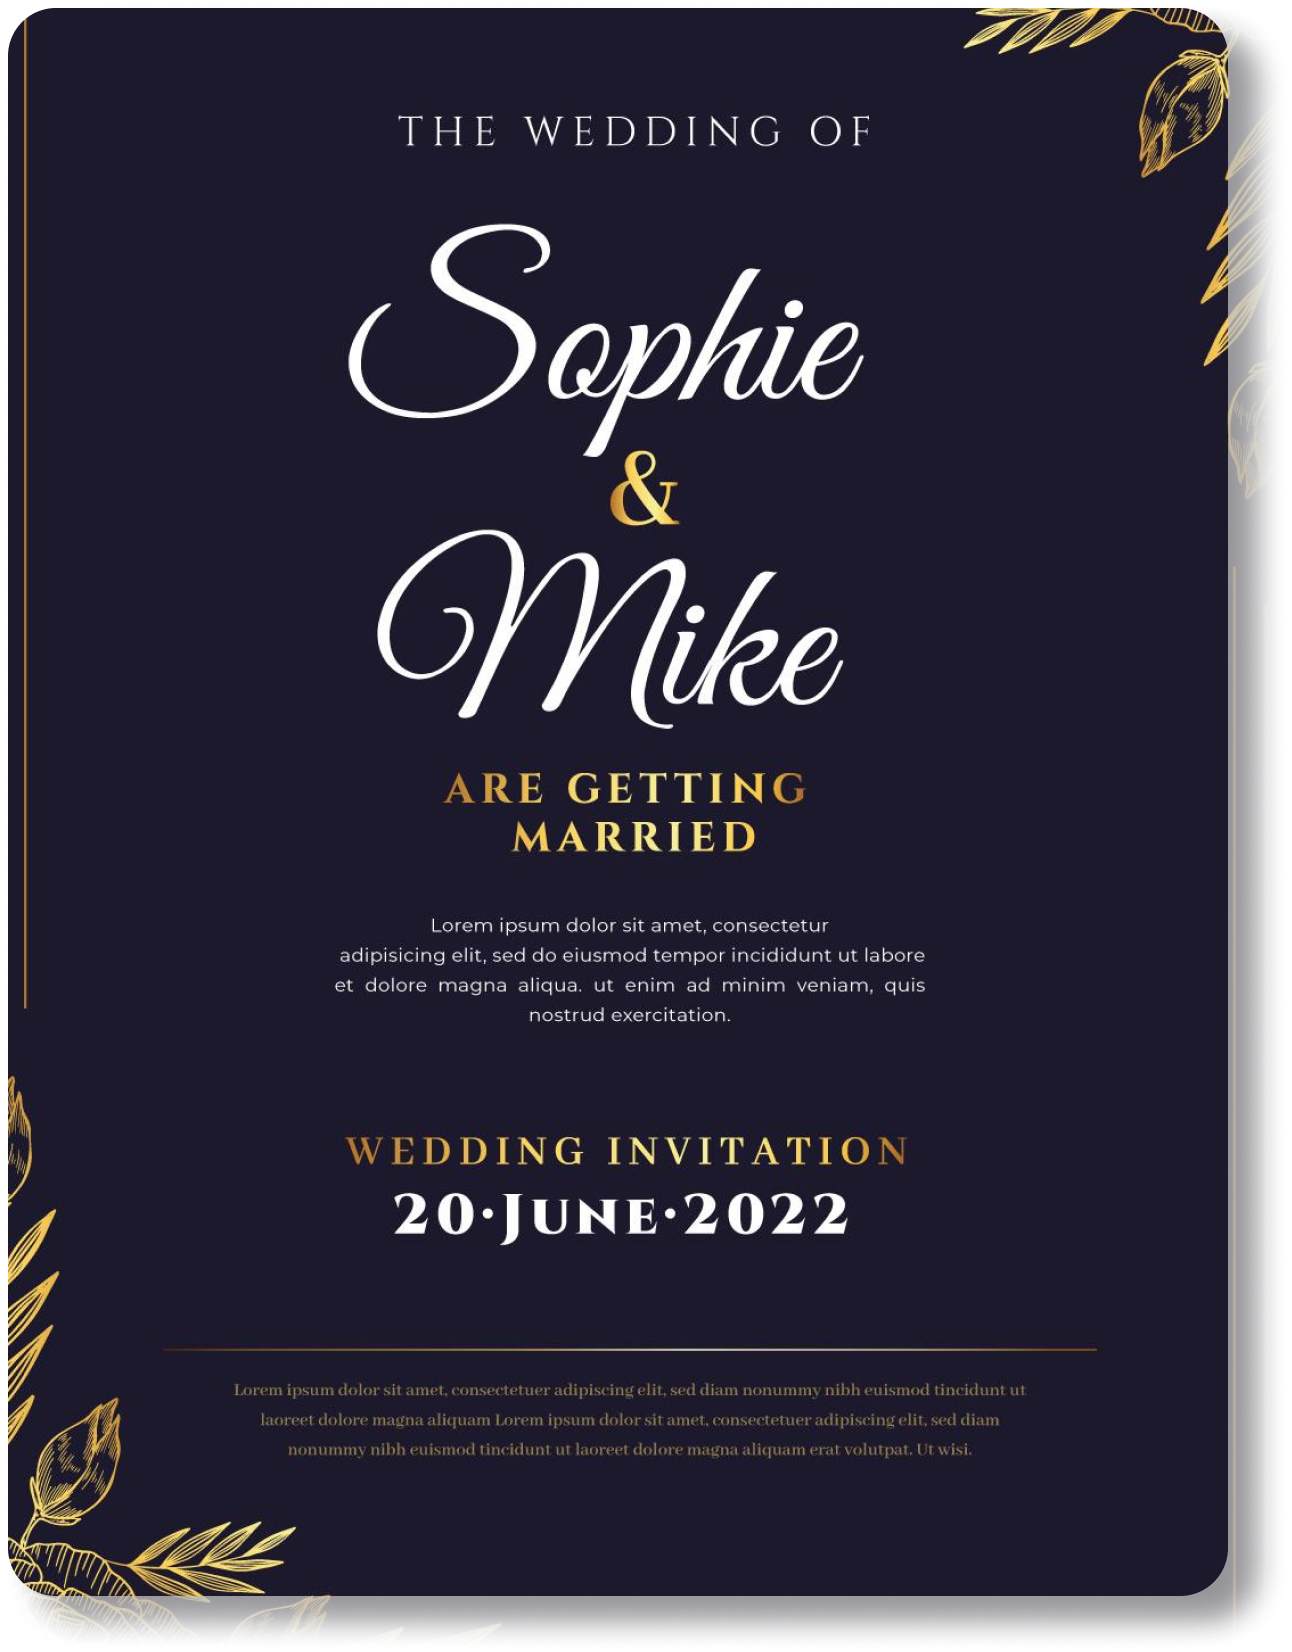 THE WEDDING OF
Sophie
&
Mike
ARE GETTING
MARRIED
Lorem ipsum dolor sit amet, consectetur
adipisicing elit, sed do eiusmod tempor incididunt ut labore
et dolore magna aliqua. ut enim ad minim veniam, quis
nostrud exercitation.
WEDDING INVITATION
20·June·2022
Lorem ipsum dolor sit amet, consectetuer adipiscing elit, sed diam nonummy nibh euismod tincidunt ut
laoreet dolore magna aliquam Lorem ipsum dolor sit amet, consectetuer adipiscing elit, sed diam
nonummy nibh euismod tincidunt ut laoreet dolore magna aliquam erat volutpat. Ut wisi.